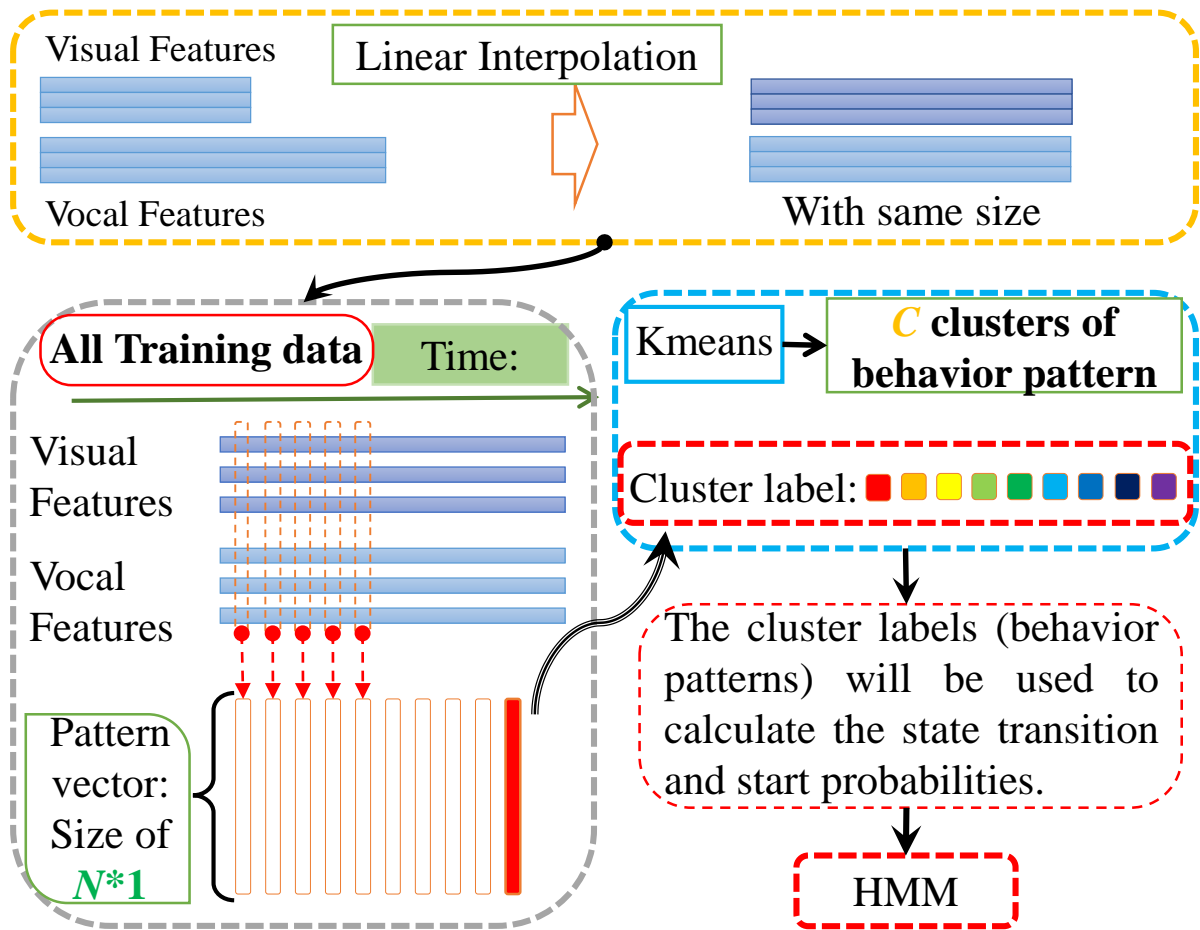 Visual Features
Linear Interpolation
Vocal Features
With same size
All Training data
Time:
Visual
Features
Vocal
Features
Pattern
vector:
Size of
N*1
Kmeans
C clusters of
behavior pattern
Cluster label:
The cluster labels (behavior
patterns) will be used to
calculate the state transition
and start probabilities.
HMM